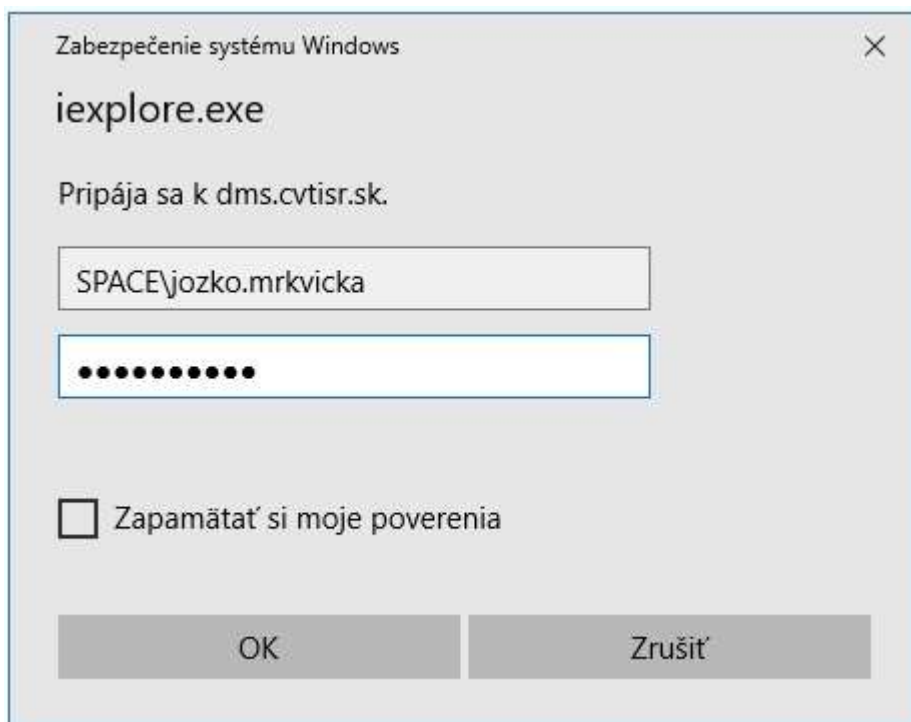 Zabezpečenie systému Windows
iexplore.exe
Pripája sa k dms.cvtisr.sk.
SPACE\jozko.mrkvicka
••••••••••
Zapamätať si moje poverenia
OK
Zrušiť